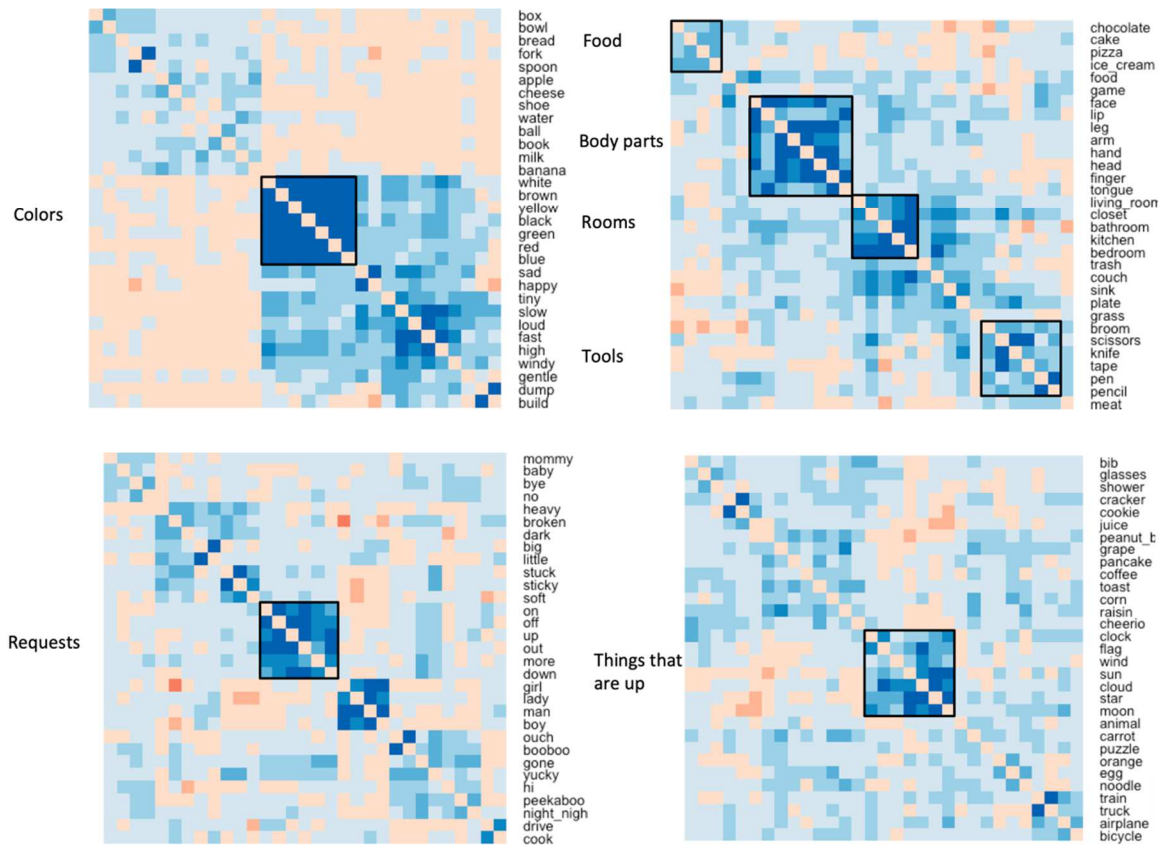 box
bowl
bread
fork
spoon
apple
cheese
shoe
water
ball
book
milk
banana
white
brown
yellow
black
green
red
blue
sad
happy
tiny
slow
loud
fast
high
windy
gentle
dump
build
Colors
Food
Body parts
Rooms
Tools
chocolate
cake
pizza
ice_cream
food
game
face
lip
leg
arm
hand
head
finger
tongue
living_room
closet
bathroom
kitchen
bedroom
trash
couch
sink
plate
grass
broom
scissors
knife
tape
pen
pencil
meat
Requests
mommy
baby
bye
no
heavy
broken
dark
big
little
stuck
sticky
soft
on
off
up
out
more
down
girl
lady
man
boy
ouch
booboo
gone
yucky
hi
peekaboo
night_nigh
drive
cook
Things that
are up
bib
glasses
shower
cracker
cookie
juice
peanut_b
grape
pancake
coffee
toast
corn
raisin
cheerio
clock
flag
wind
sun
cloud
star
moon
animal
carrot
puzzle
orange
egg
noodle
train
truck
airplane
bicycle